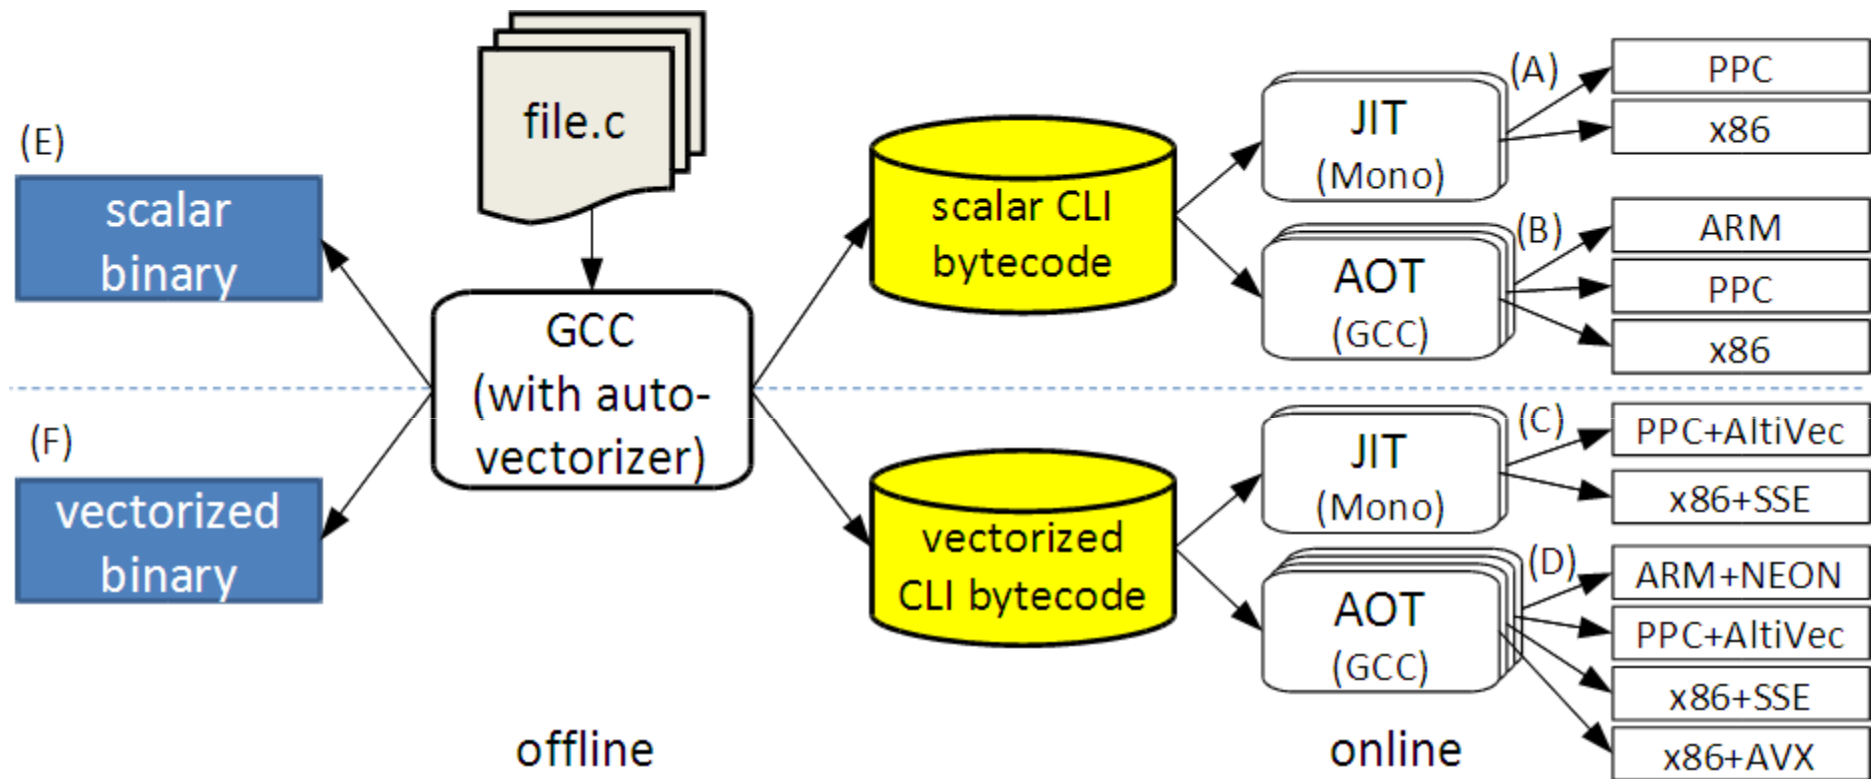 (E)
scalar
binary
(F)
vectorized
binary
file.c
GCC
(with auto-
vectorizer)
offline
scalar CLI
bytecode
vectorized
CLI bytecode
JIT
(Mono)
(A)
PPC
x86
AOT
(GCC)
(B)
ARM
PPC
x86
JIT
(Mono)
(C)
PPC+AltiVec
x86+SSE
AOT
(GCC)
(D)
ARM+NEON
PPC+AltiVec
x86+SSE
x86+AVX
online